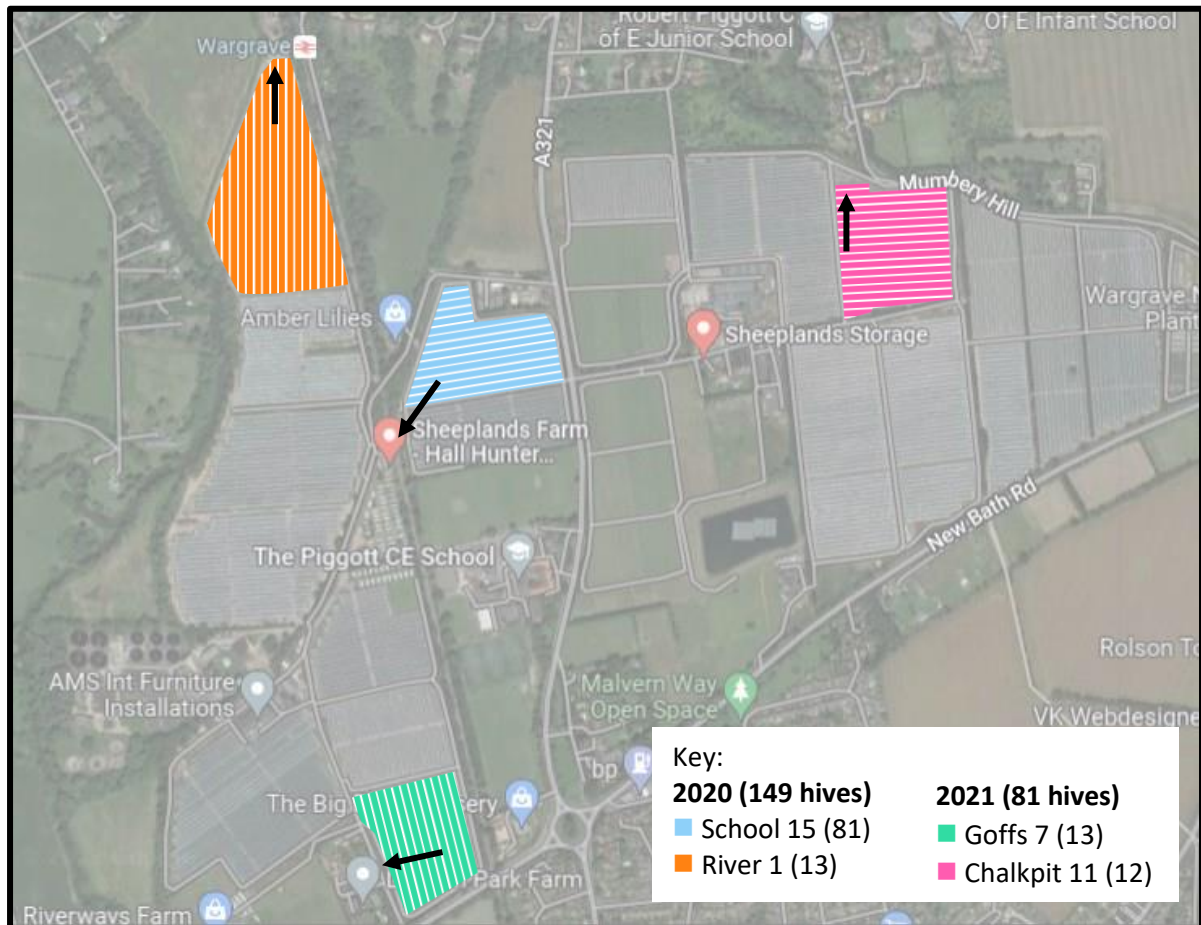 Robert Piggott C
of E Junior School
Of E Infant School
Wargrave
A321
Mumbery Hill
Amber Lilies
Sheeplands Storage
Wargrave N
Plant
Sheeplands Farm
- Hall Hunter...
New Bath Rd
The Piggott CE School
Rolson To
AMS Int Furniture
Installations
Malvern Way
Open Space
VK Webdesigne
bp
The Big
ery
Park Farm
Riverways Farm
Key:
2020 (149 hives)
School 15 (81)
River 1 (13)
2021 (81 hives)
Goffs 7 (13)
Chalkpit 11 (12)